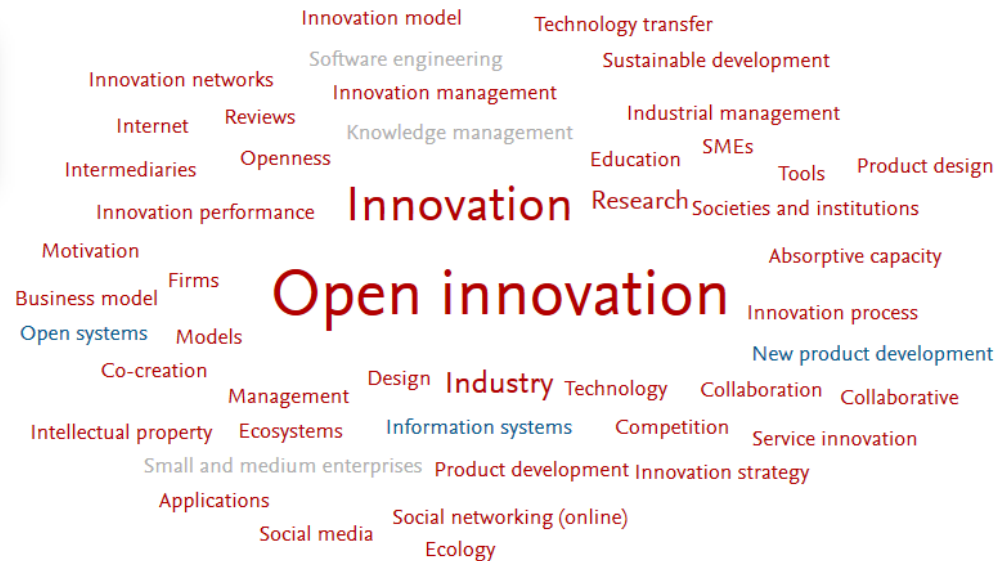 Innovation model
Technology transfer
Software engineering
Sustainable development
Innovation networks
Innovation management
Industrial management
Internet
Reviews
Knowledge management
SMEs
Intermediaries
Openness
Education
Tools
Product design
Innovation performance
Innovation
Research
Societies and institutions
Motivation
Absorptive capacity
Firms
Business model
Open innovation
Innovation process
Open systems
Models
New product development
Co-creation
Design
Industry
Technology
Collaboration
Collaborative
Management
Intellectual property
Ecosystems
Information systems
Competition
Service innovation
Small and medium enterprises
Product development
Innovation strategy
Applications
Social networking (online)
Social media
Ecology